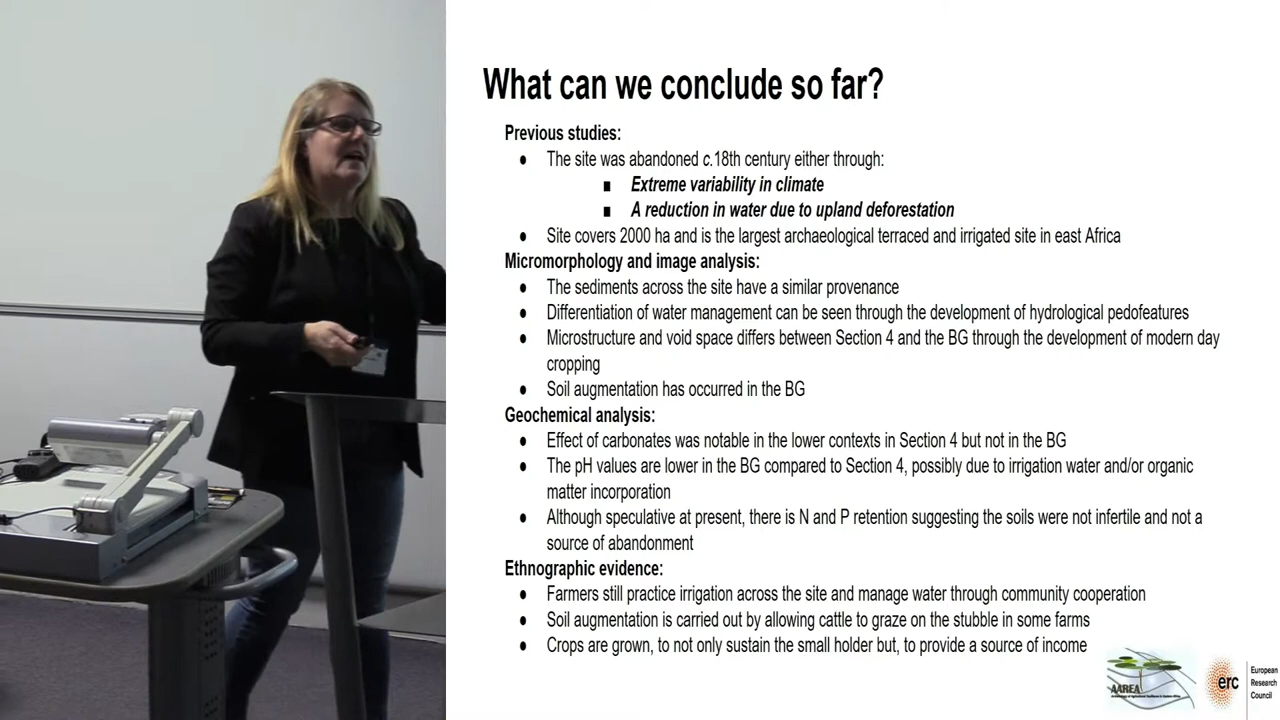 What can we conclude so far?
Previous studies:
● The site was abandoned c.18th century either through:
■ Extreme variability in climate
■ A reduction in water due to upland deforestation
● Site covers 2000 ha and is the largest archaeological terraced and irrigated site in east Africa
Micromorphology and image analysis:
● The sediments across the site have a similar provenance
● Differentiation of water management can be seen through the development of hydrological pedofeatures
● Microstructure and void space differs between Section 4 and the BG through the development of modern day
cropping
● Soil augmentation has occurred in the BG
Geochemical analysis:
● Effect of carbonates was notable in the lower contexts in Section 4 but not in the BG
● The pH values are lower in the BG compared to Section 4, possibly due to irrigation water and/or organic
matter incorporation
● Although speculative at present, there is N and P retention suggesting the soils were not infertile and not a
source of abandonment
Ethnographic evidence:
● Farmers still practice irrigation across the site and manage water through community cooperation
● Soil augmentation is carried out by allowing cattle to graze on the stubble in some farms
● Crops are grown, to not only sustain the small holder but, to provide a source of income
AAREA
erc
European
Research
Council